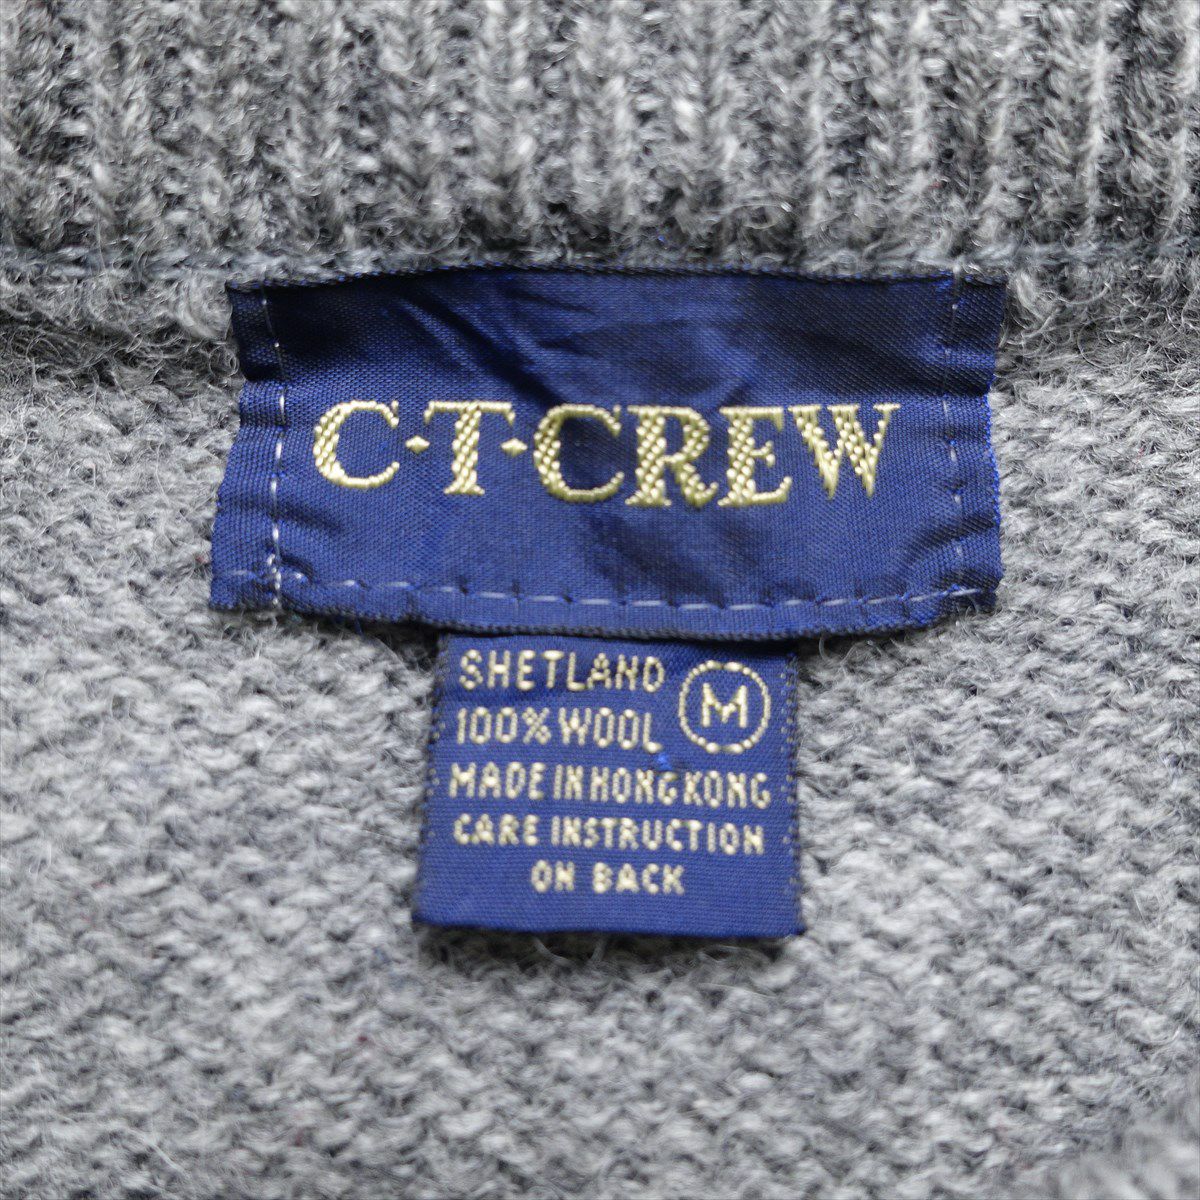 C·T·CREW
SHETLAND
M
100% WOOL
MADE IN HONG KONG
CARE INSTRUCTION
ON BACK